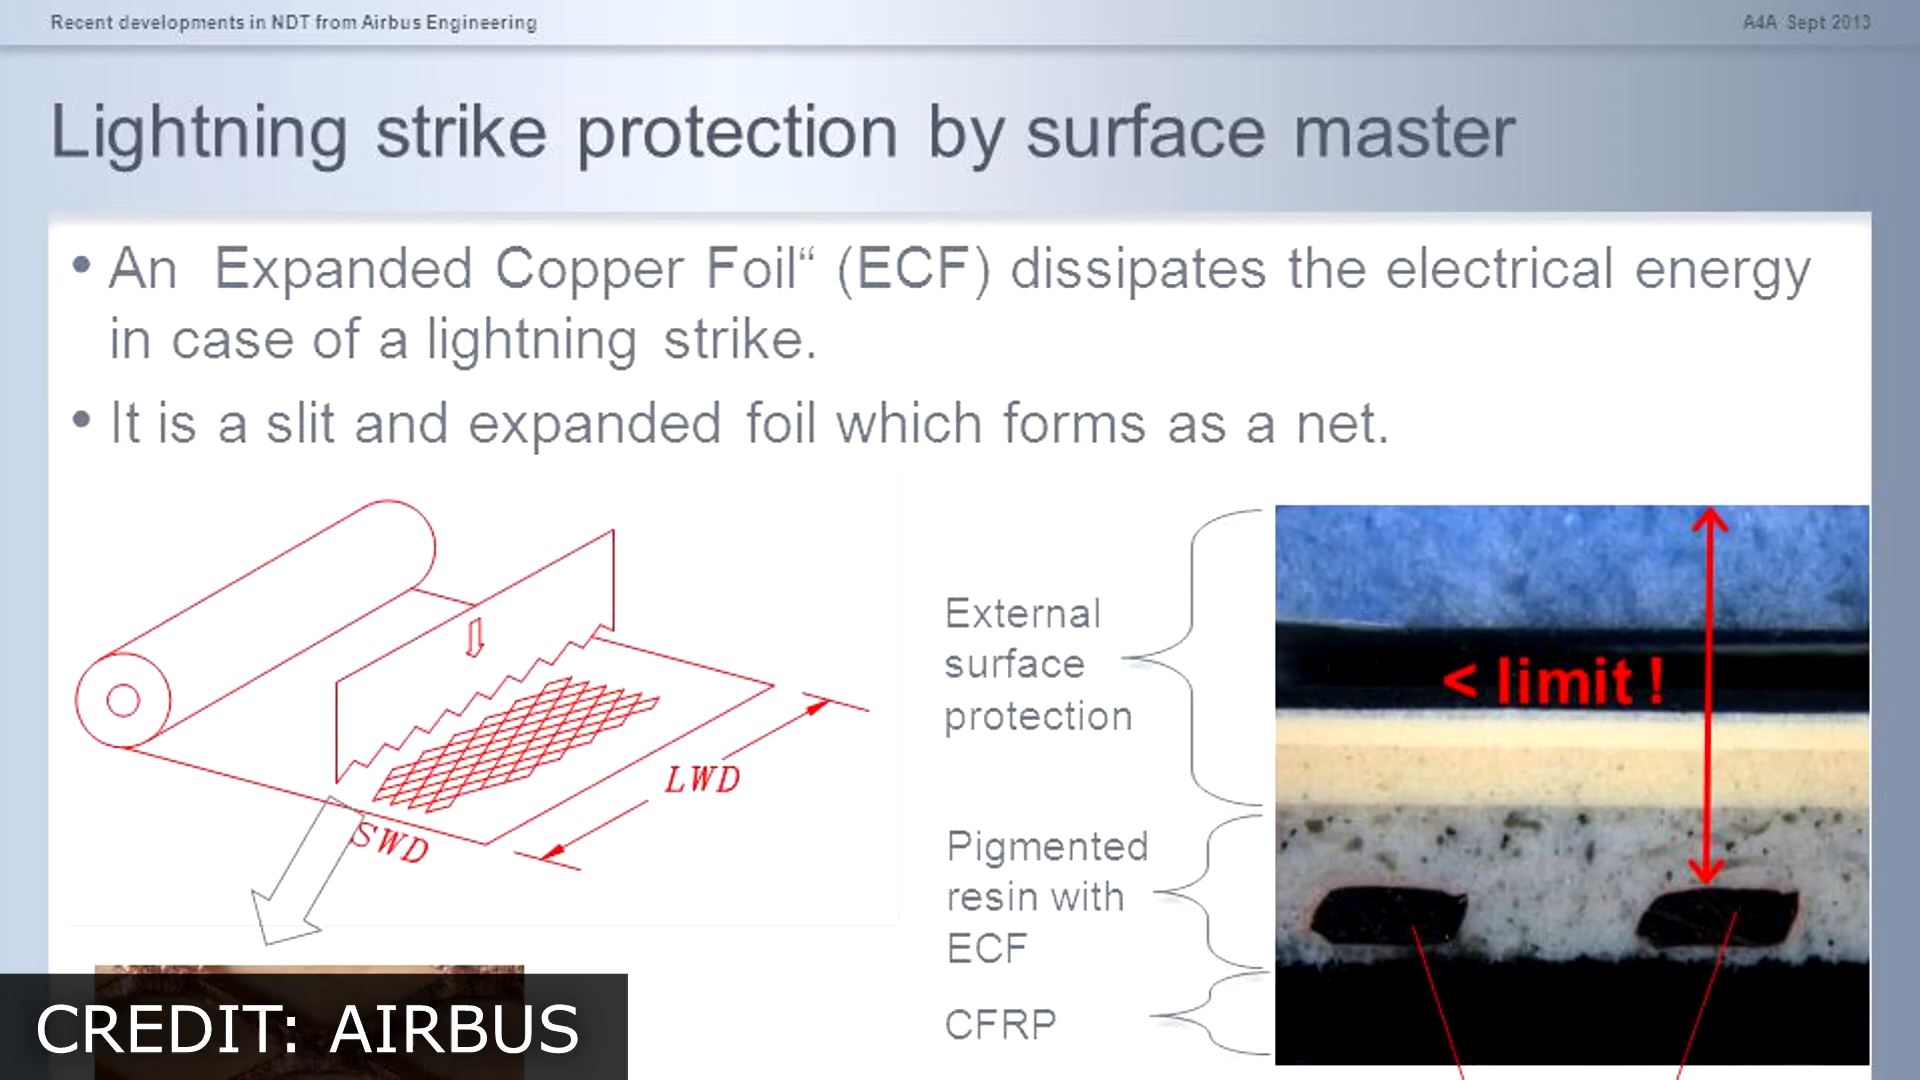 Recent developments in NDT from Airbus Engineering
A4A Sept 2013
Lightning strike protection by surface master
• An Expanded Copper Foil“ (ECF) dissipates the electrical energy
in case of a lightning strike.
• It is a slit and expanded foil which forms as a net.
LWD
SWD
External
surface
protection
< limit !
Pigmented
resin with
ECF
CFRP
CREDIT: AIRBUS